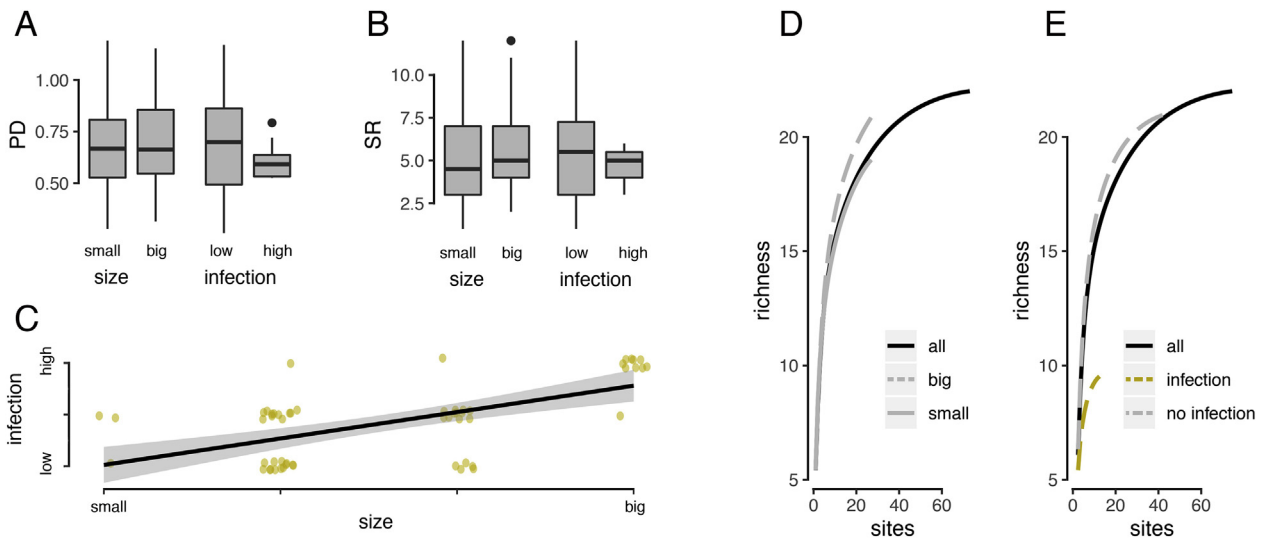 A
PD
1.00
0.75
0.50
small big low high
size infection
B
SR
10.0
7.5
5.0
2.5
small big low high
size infection
C
infection
high
low
small big
size
D
richness
20
15
10
5
all
big
small
0 20 40 60
sites
E
richness
20
15
10
5
all
infection
no infection
0 20 40 60
sites